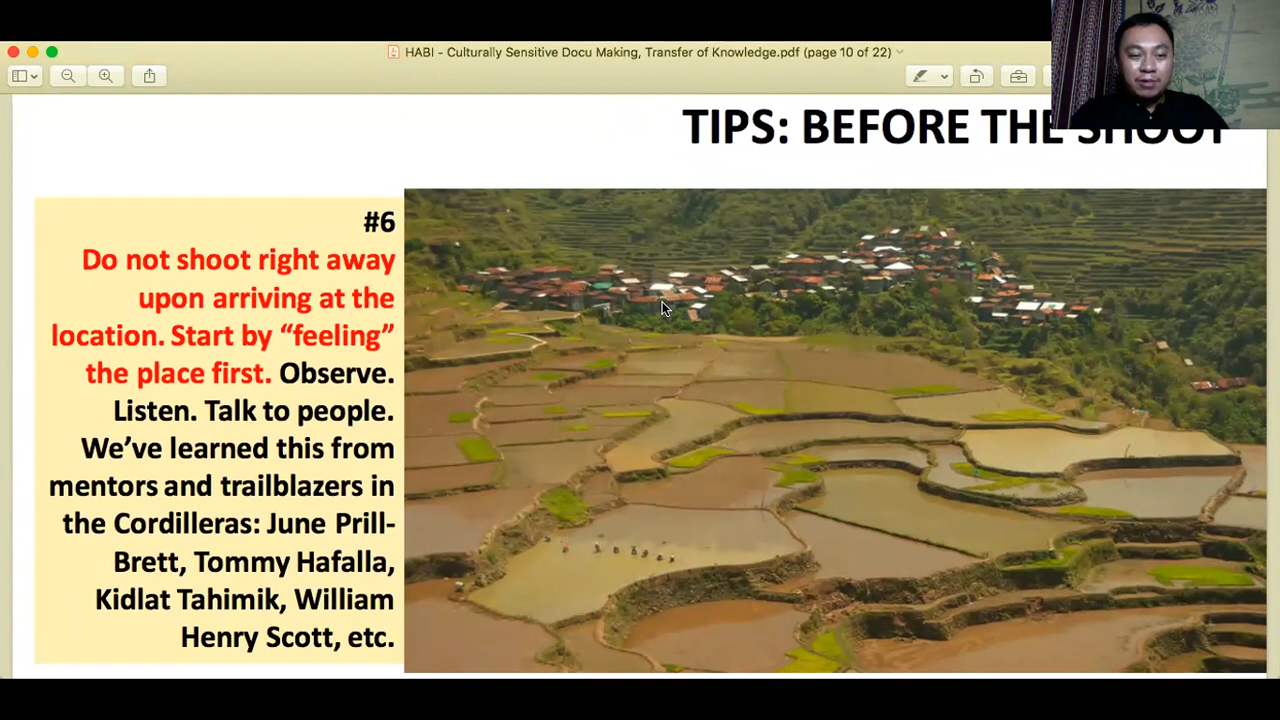 HABI - Culturally Sensitive Docu Making, Transfer of Knowledge.pdf (page 10 of 22)
TIPS: BEFORE THE SHOOT
#6
Do not shoot right away
upon arriving at the
location. Start by “feeling”
the place first. Observe.
Listen. Talk to people.
We’ve learned this from
mentors and trailblazers in
the Cordilleras: June Prill-
Brett, Tommy Hafalla,
Kidlat Tahimik, William
Henry Scott, etc.